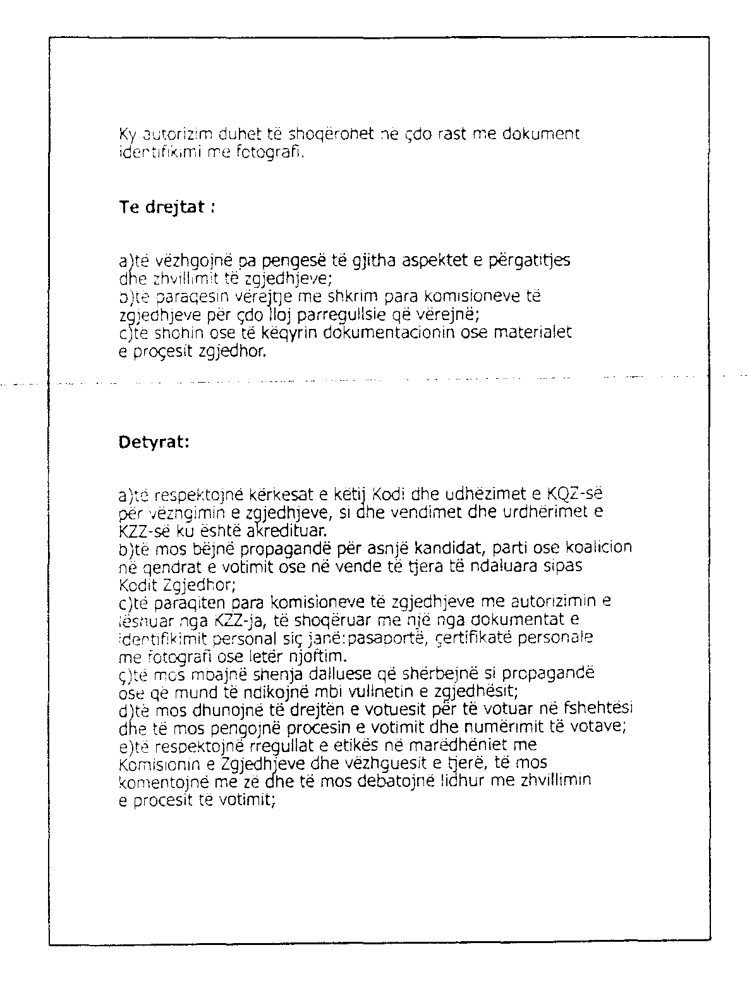 Ky autorizim duhet të shoqërohet në çdo rast me dokument
identifikimi me fotografi.
Te drejtat :
a)të vëzhgojnë pa pengesë të gjitha aspektet e përgatitjes
dhe zhvillimit të zgjedhjeve;
b)të paraqesin vërejtje me shkrim para komisioneve të
zgjedhjeve për çdo lloj parregullsie që vërejnë;
c)të shohin ose të këqyrin dokumentacionin ose materialet
e proçesit zgjedhor.
Detyrat:
a)të respektojnë kërkesat e këtij Kodi dhe udhëzimet e KQZ-së
për vëzngimin e zgjedhjeve, si dhe vendimet dhe urdhërimet e
KZZ-së ku është akredituar.
b)të mos bëjnë propagandë për asnjë kandidat, parti ose koalicion
në qendrat e votimit ose në vende të tjera të ndaluara sipas
Kodit Zgjedhor;
c)të paraqiten para komisioneve të zgjedhjeve me autorizimin e
lëshuar nga KZZ-ja, të shoqëruar me një nga dokumentat e
identifikimit personal siç janë:pasaportë, çertifikatë personale
me fotografi ose letër njoftim.
ç)të mos mbajnë shenja dalluese që shërbejnë si propagandë
ose që mund të ndikojnë mbi vullnetin e zgjedhësit;
d)të mos dhunojnë të drejtën e votuesit për të votuar në fshehtësi
dhe të mos pengojnë procesin e votimit dhe numërimit të votave;
e)të respektojnë rregullat e etikës në marëdhëniet me
Komisionin e Zgjedhjeve dhe vëzhguesit e tjerë, të mos
komentojnë me zë dhe të mos debatojnë lidhur me zhvillimin
e procesit të votimit;